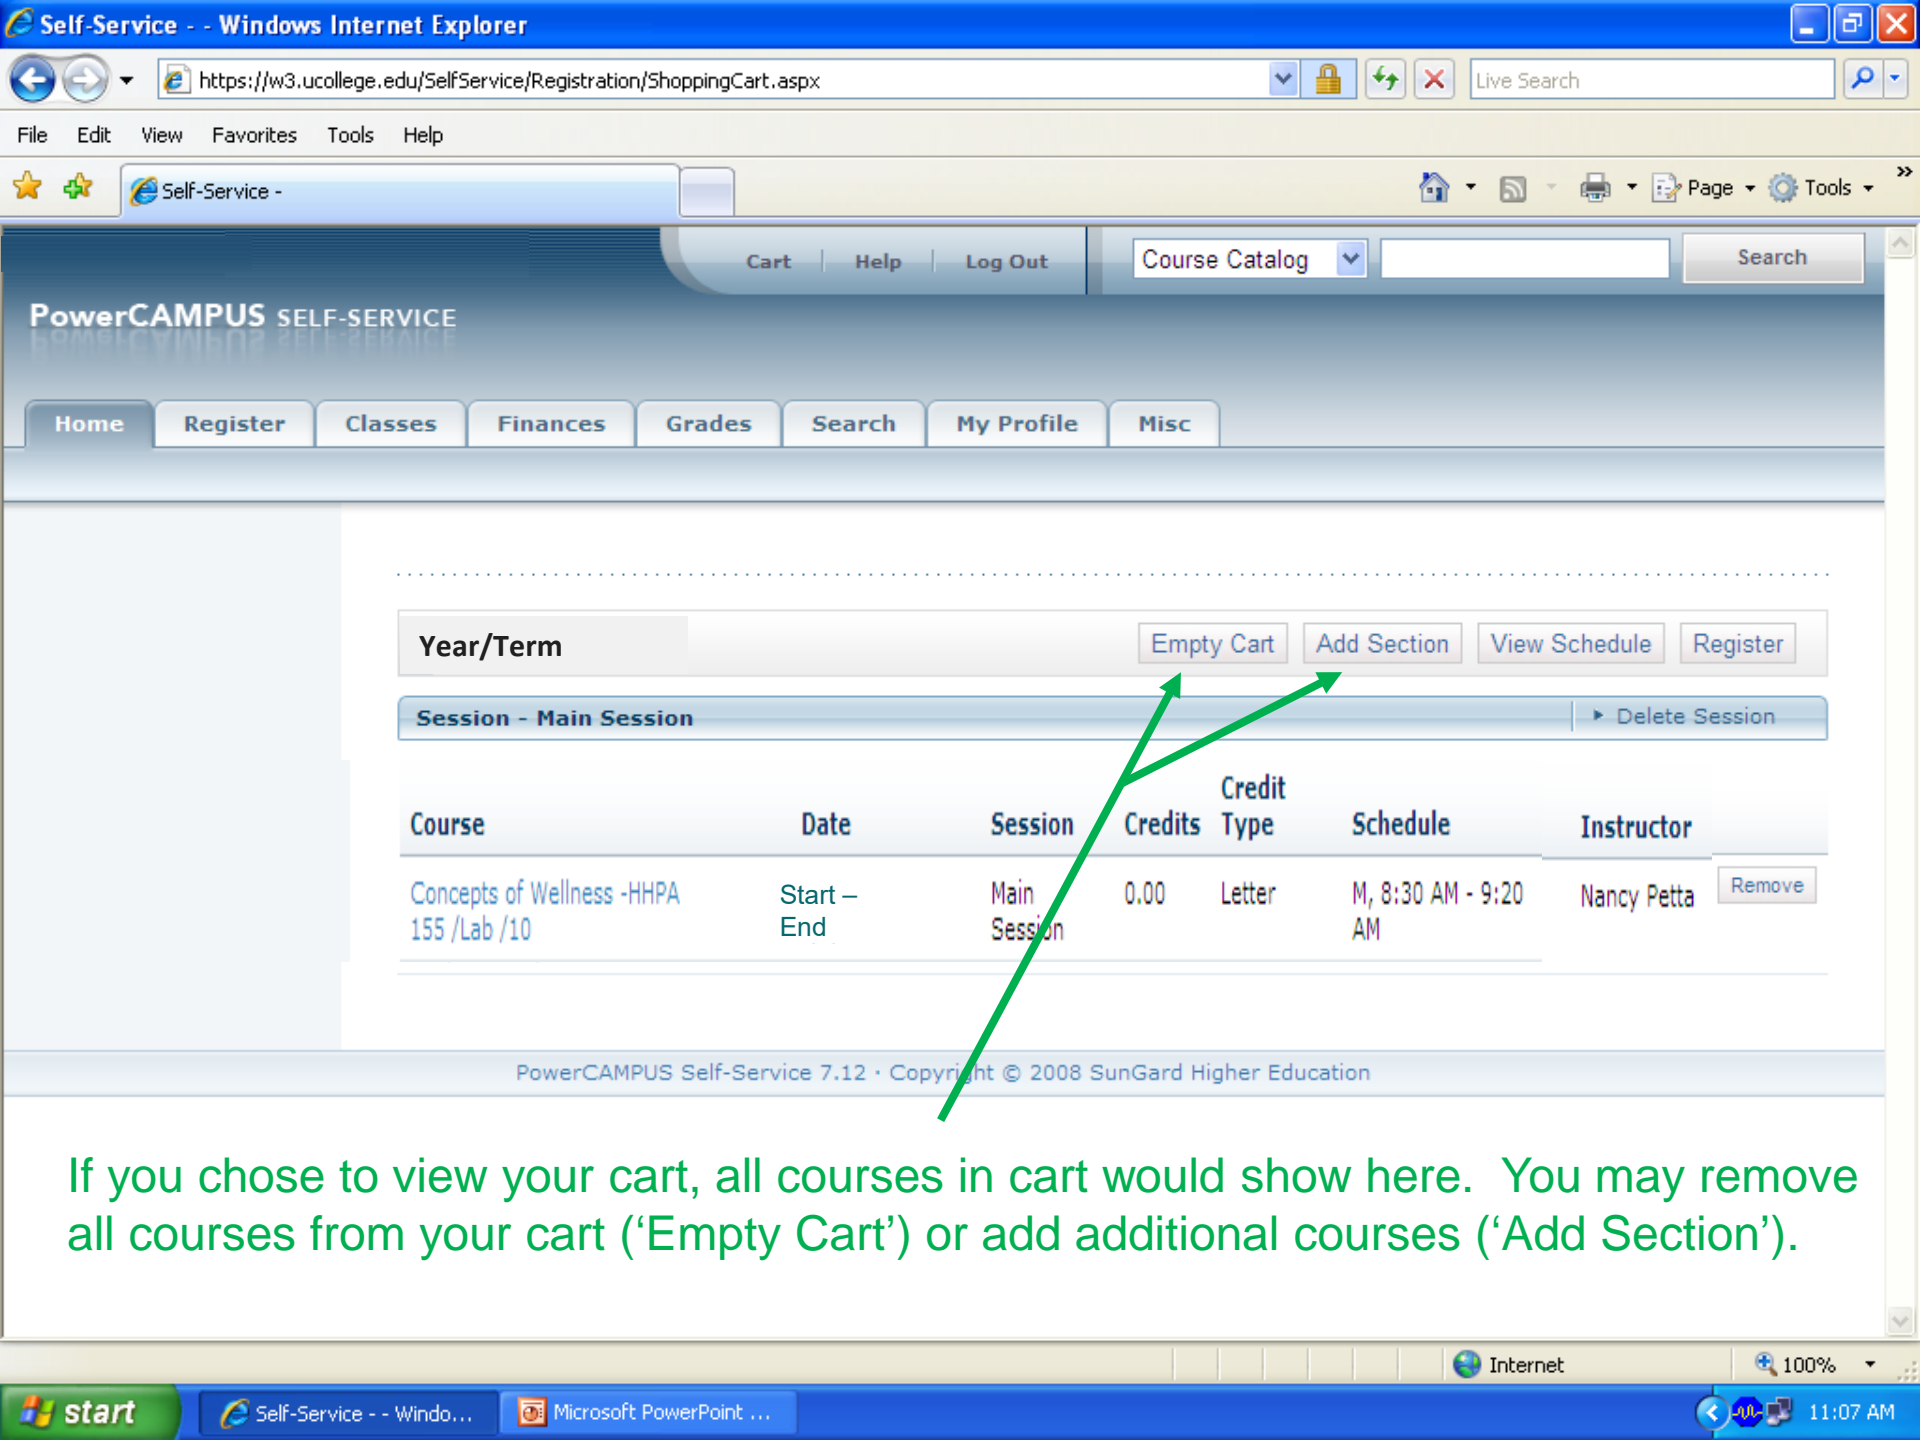 Self-Service - - Windows Internet Explorer
https://w3.ucollege.edu/SelfService/Registration/ShoppingCart.aspx
Live Search
File Edit View Favorites Tools Help
Self-Service -
Page Tools »
Cart Help Log Out Course Catalog Search
PowerCAMPUS SELF-SERVICE
Home Register Classes Finances Grades Search My Profile Misc
Year/Term Empty Cart Add Section View Schedule Register
Session - Main Session Delete Session
Credit
Course Date Session Credits Type Schedule Instructor
Concepts of Wellness -HHPA Start – Main 0.00 Letter M, 8:30 AM - 9:20 Nancy Petta Remove
155 /Lab /10 End Session AM
PowerCAMPUS Self-Service 7.12 · Copyright © 2008 SunGard Higher Education
If you chose to view your cart, all courses in cart would show here. You may remove
all courses from your cart (‘Empty Cart’) or add additional courses (‘Add Section’).
Internet 100%
start Self-Service - - Windo... Microsoft PowerPoint ... 11:07 AM